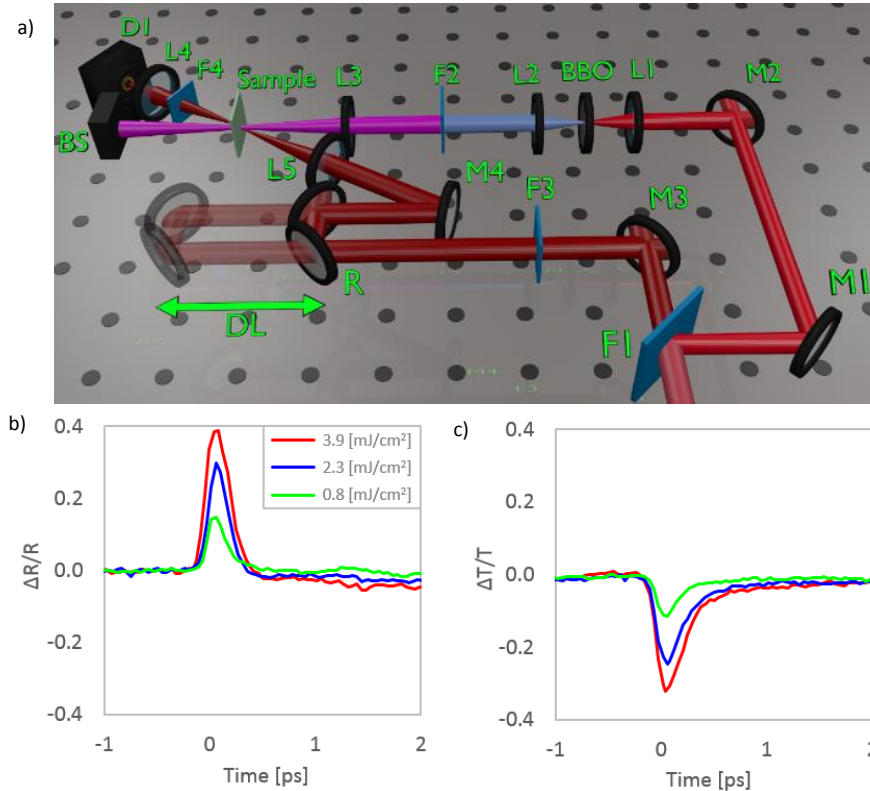 a)
D1
L4
F4
Sample
L3
F2
L2
BBO
L1
M2
BS
L5
M4
F3
M3
R
DL
F1
M1
b)
c)
0.4
0.2
0.0
-0.2
-0.4
ΔR/R
3.9 [mJ/cm²]
2.3 [mJ/cm²]
0.8 [mJ/cm²]
-1 0 1 2
Time [ps]
0.4
0.2
0.0
-0.2
-0.4
ΔT/T
-1 0 1 2
Time [ps]